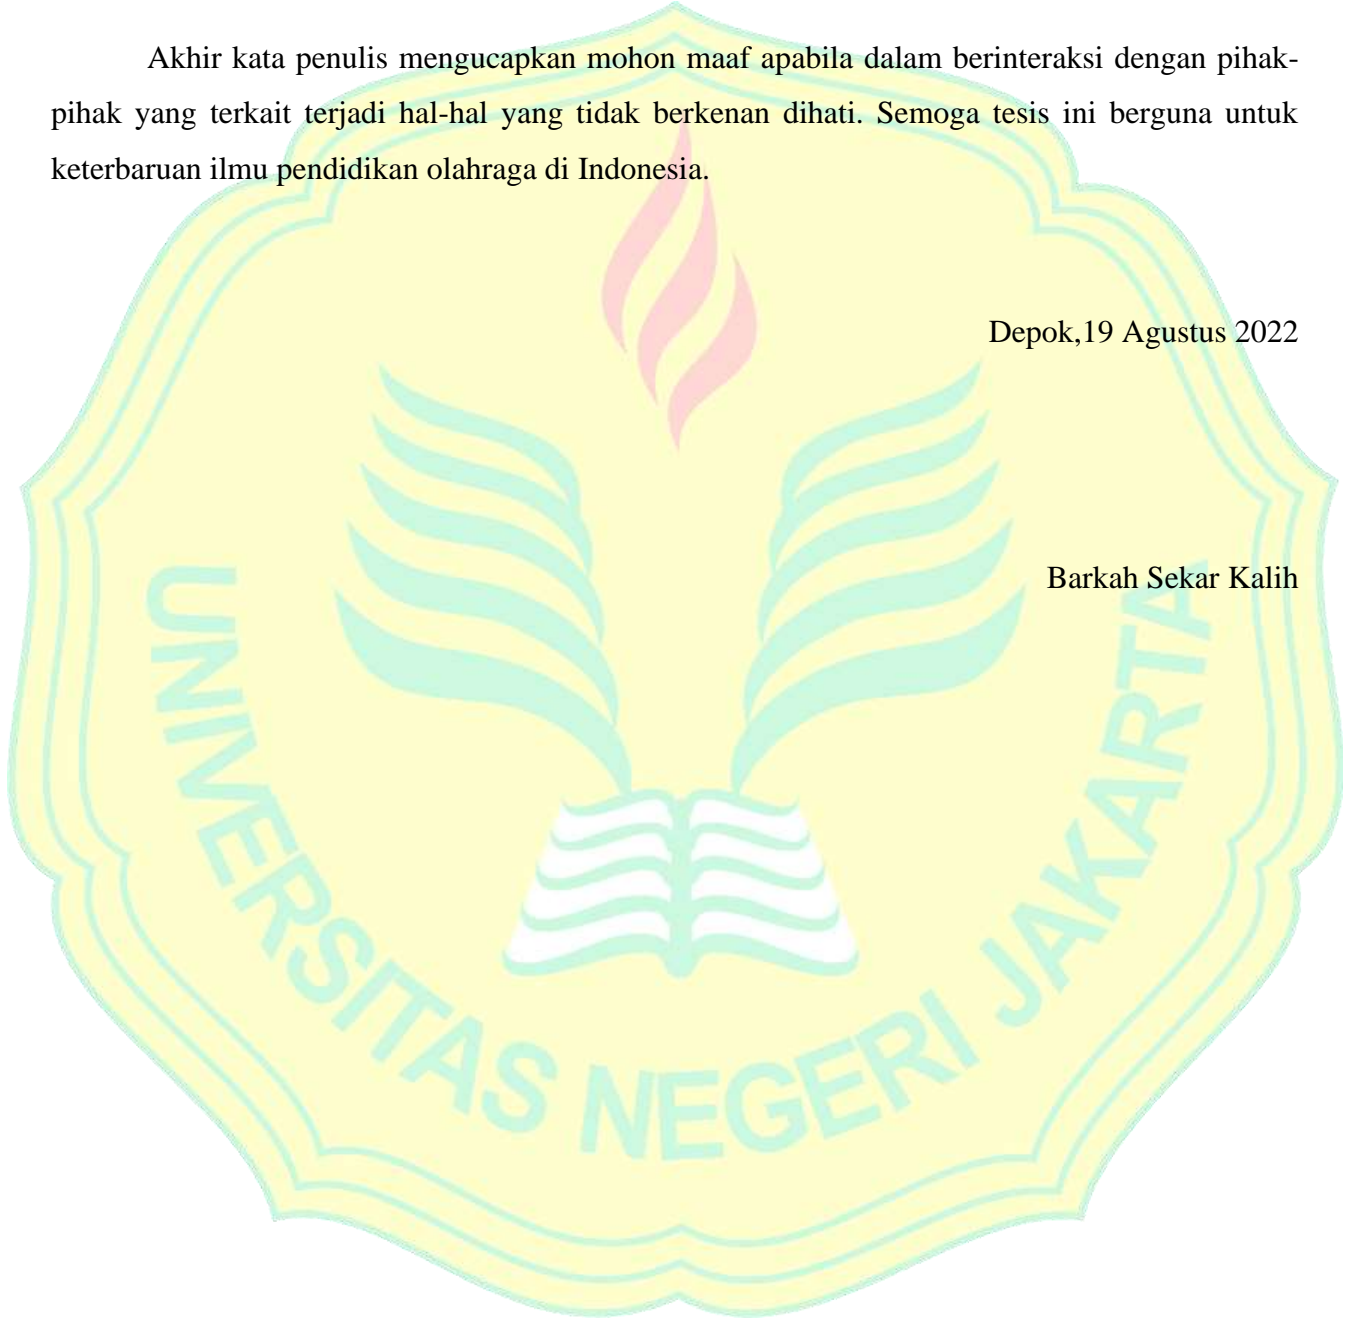 Akhir kata penulis mengucapkan mohon maaf apabila dalam berinteraksi dengan pihak-
pihak yang terkait terjadi hal-hal yang tidak berkenan dihati. Semoga tesis ini berguna untuk
keterbaruan ilmu pendidikan olahraga di Indonesia.
Depok,19 Agustus 2022
Barkah Sekar Kalih
UNIVERSITAS NEGERI JAKARTA